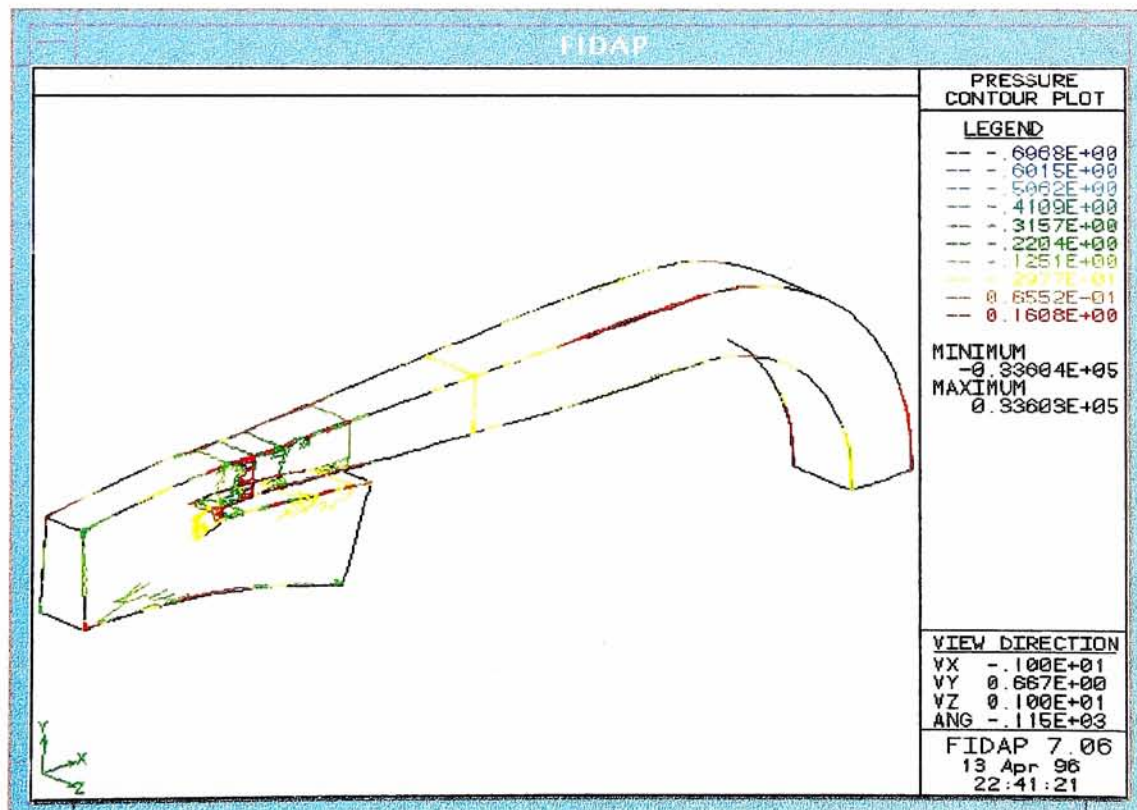 FIDAP
PRESSURE
CONTOUR PLOT
LEGEND
-- -.6968E+00
-- -.6015E+00
-- -.5062E+00
-- -.4109E+00
-- -.3157E+00
-- -.2204E+00
-- -.1251E+00
-- -.2977E-01
-- 0.6552E-01
-- 0.1608E+00
MINIMUM
-0.33604E+05
MAXIMUM
0.33603E+05
VIEW DIRECTION
VX -.100E+01
VY 0.667E+00
VZ 0.100E+01
ANG -.115E+03
Y
X
Z
FIDAP 7.06
13 Apr 96
22:41:21